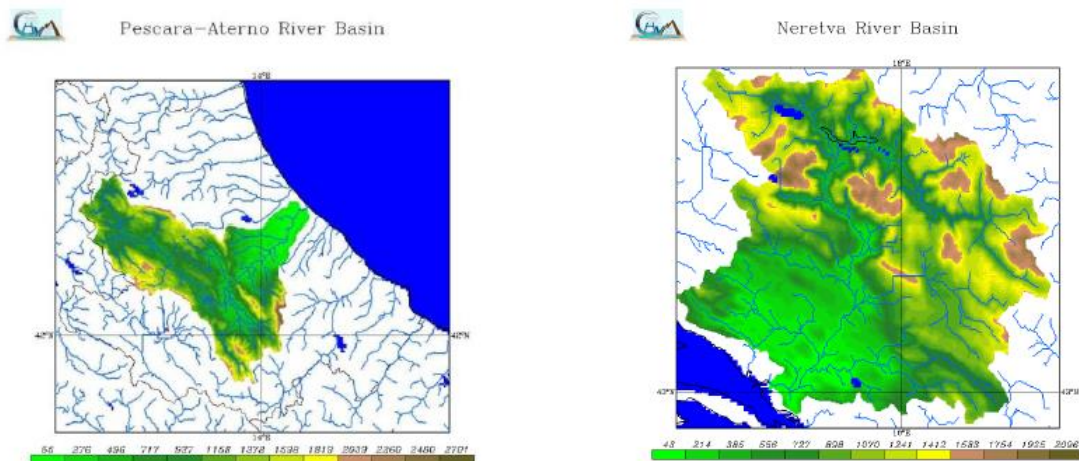 Pescara-Aterno River Basin
14°E
42°N
42°N
14°E
56 276 496 717 937 1158 1378 1598 1819 2039 2260 2480 2701
Neretva River Basin
18°E
43°N
43°N
18°E
43 214 385 556 727 898 1070 1241 1412 1583 1754 1925 2096